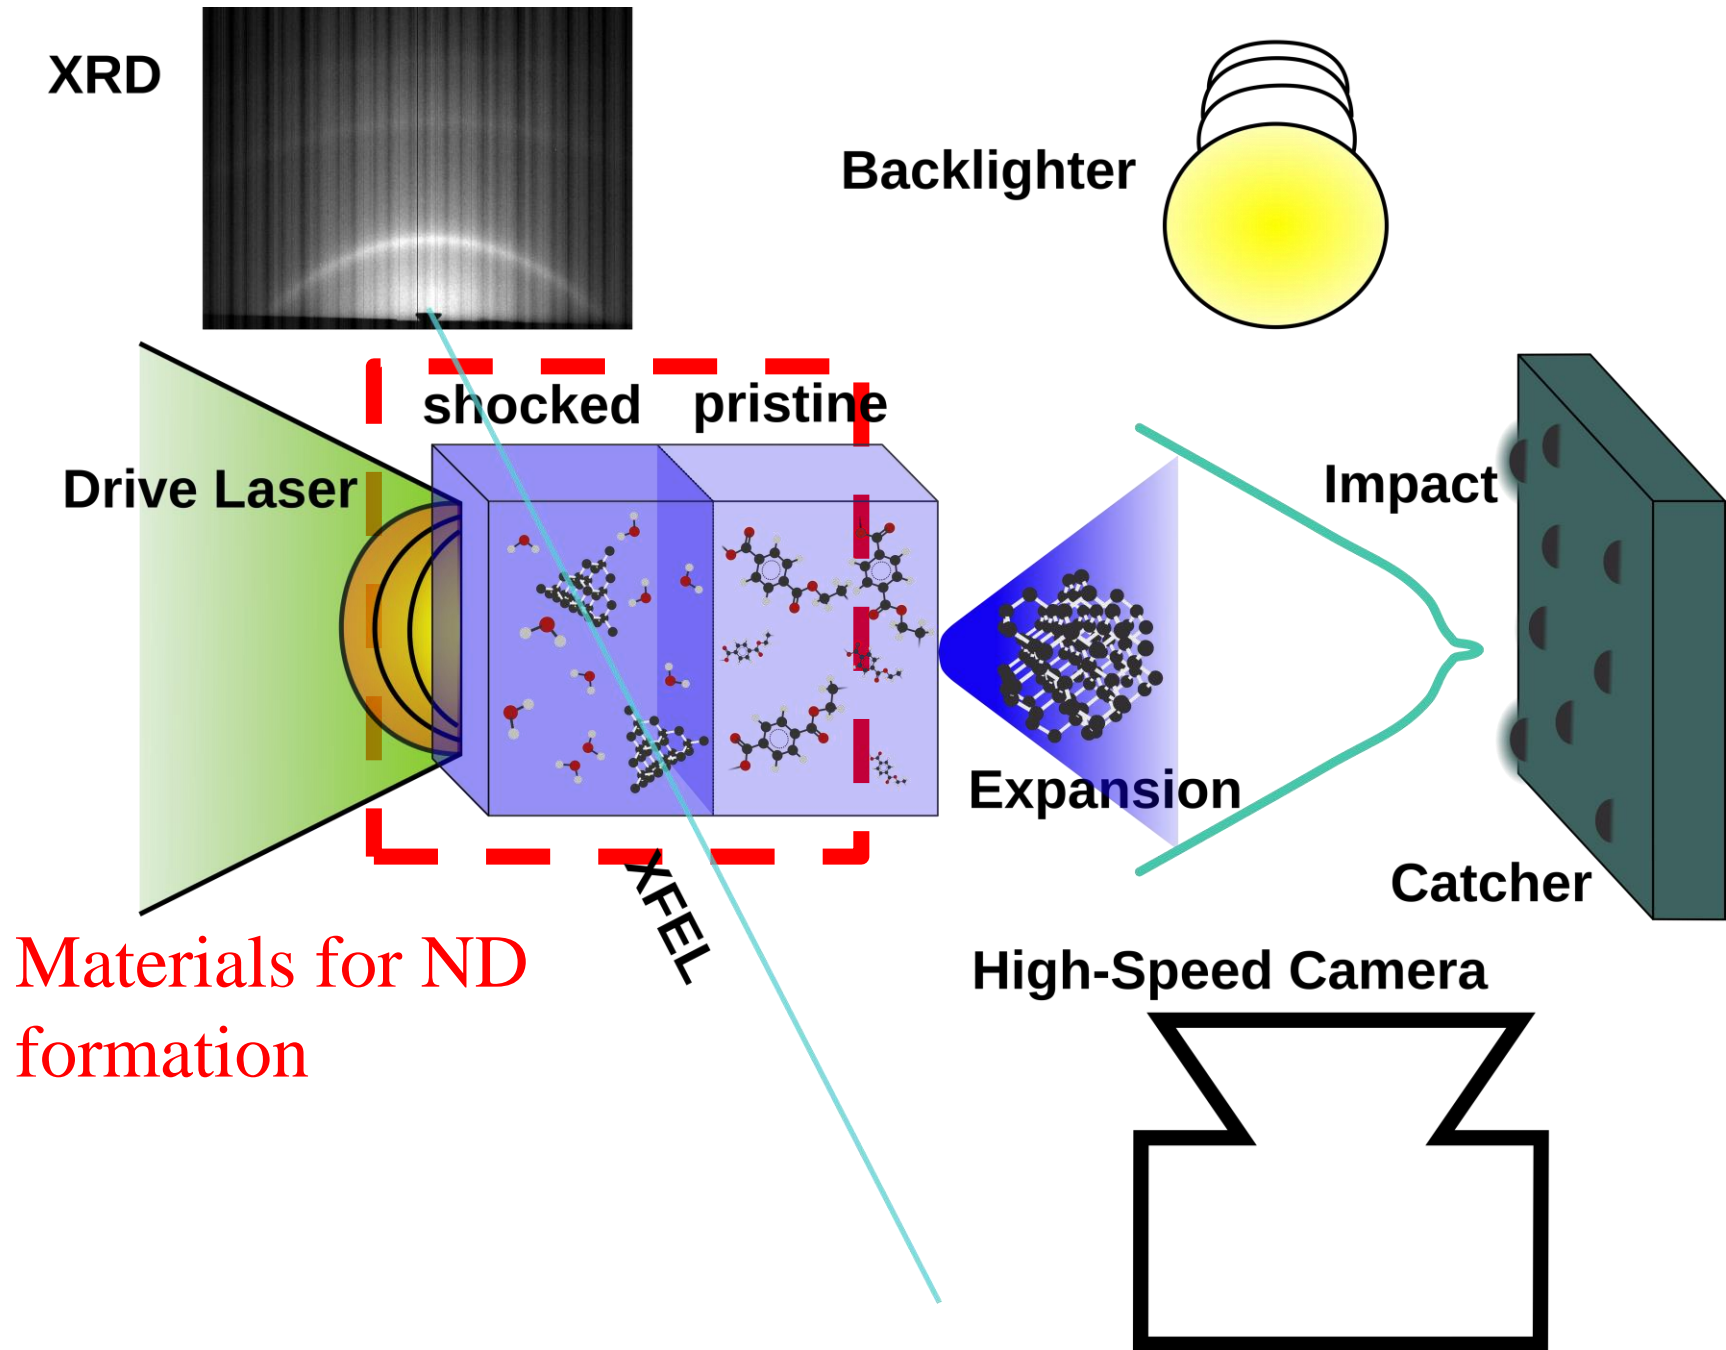 XRD
Backlighter
shocked
pristine
Drive Laser
Impact
Expansion
Catcher
XFEL
Materials for ND
formation
High-Speed Camera